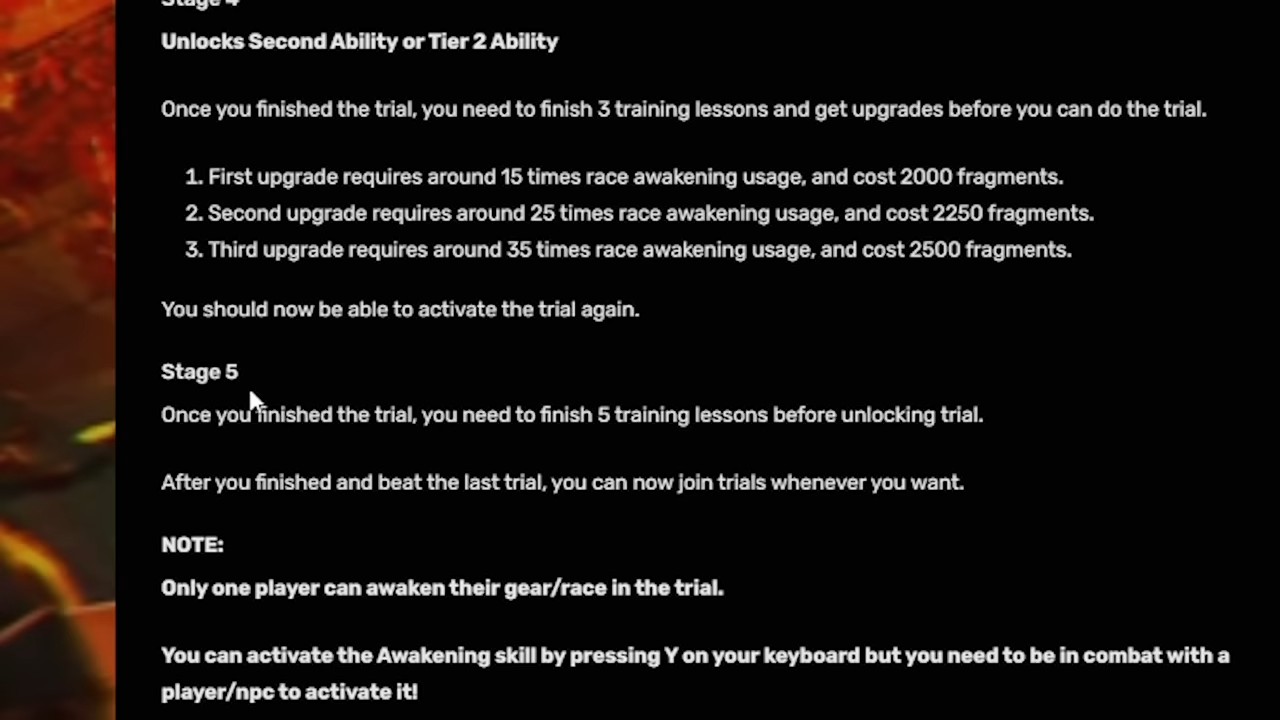 Stage 4
Unlocks Second Ability or Tier 2 Ability
Once you finished the trial, you need to finish 3 training lessons and get upgrades before you can do the trial.
1. First upgrade requires around 15 times race awakening usage, and cost 2000 fragments.
2. Second upgrade requires around 25 times race awakening usage, and cost 2250 fragments.
3. Third upgrade requires around 35 times race awakening usage, and cost 2500 fragments.
You should now be able to activate the trial again.
Stage 5
Once you finished the trial, you need to finish 5 training lessons before unlocking trial.
After you finished and beat the last trial, you can now join trials whenever you want.
NOTE:
Only one player can awaken their gear/race in the trial.
You can activate the Awakening skill by pressing Y on your keyboard but you need to be in combat with a
player/npc to activate it!